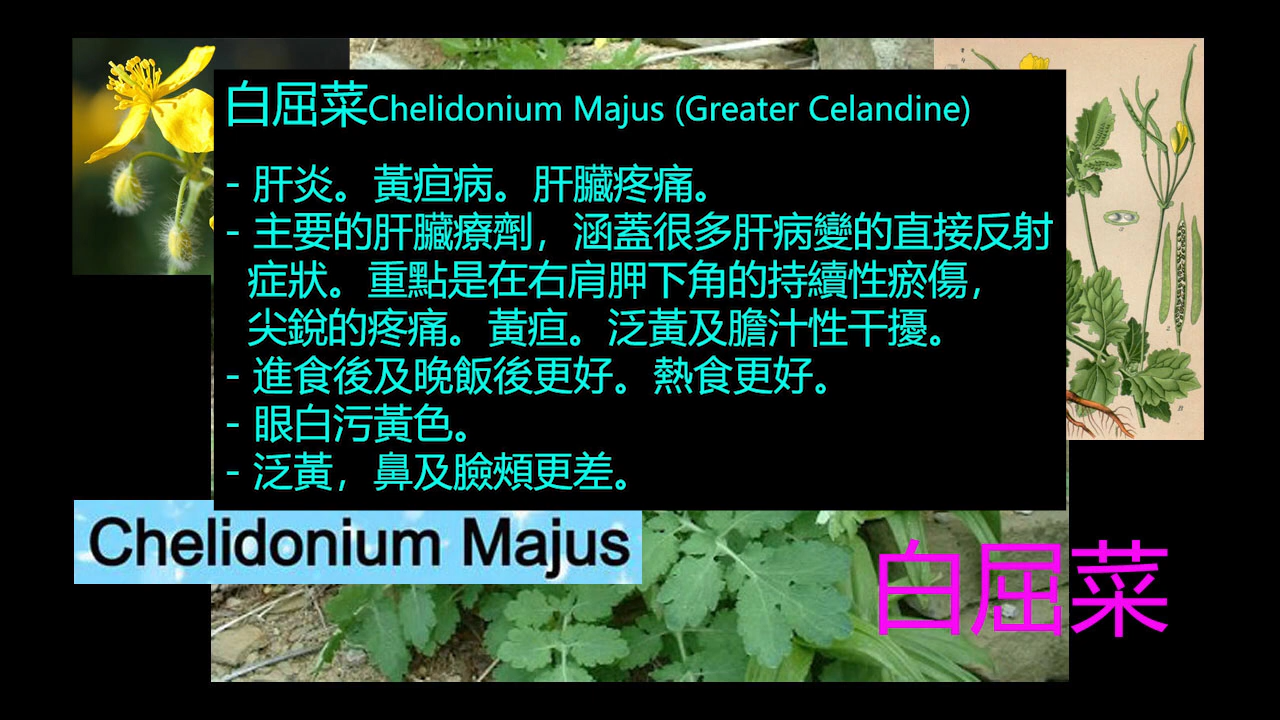 白屈菜Chelidonium Majus (Greater Celandine)
- 肝炎。黃疸病。肝臟疼痛。
- 主要的肝臟療劑，涵蓋很多肝病變的直接反射
症狀。重點是在右肩胛下角的持續性瘀傷，
尖銳的疼痛。黃疸。泛黃及膽汁性干擾。
- 進食後及晚飯後更好。熱食更好。
- 眼白污黃色。
- 泛黃，鼻及臉頰更差。
Chelidonium Majus
白屈菜